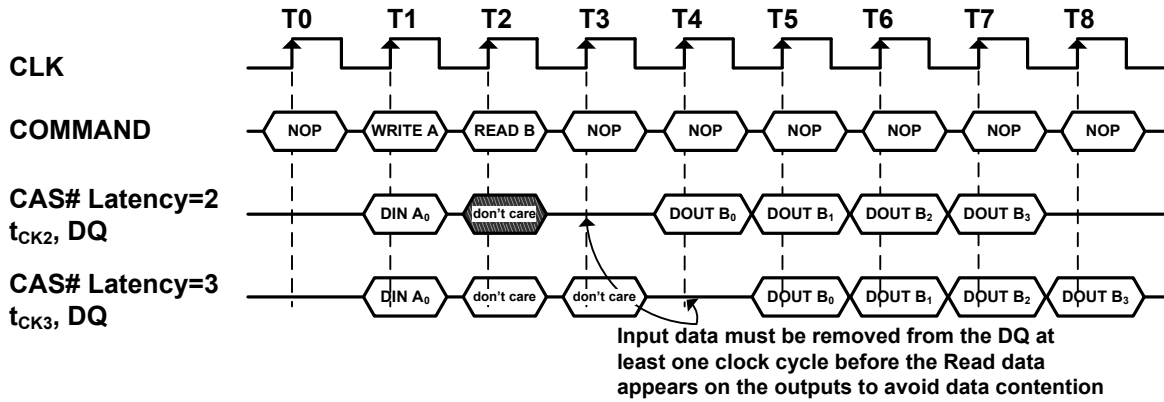 T0 T1 T2 T3 T4 T5 T6 T7 T8
CLK
COMMAND NOP WRITE A READ B NOP NOP NOP NOP NOP NOP
CAS# Latency=2
tCK2, DQ DIN A0 don't care DOUT B0 DOUT B1 DOUT B2 DOUT B3
CAS# Latency=3
tCK3, DQ DIN A0 don't care don't care DOUT B0 DOUT B1 DOUT B2 DOUT B3
Input data must be removed from the DQ at
least one clock cycle before the Read data
appears on the outputs to avoid data contention